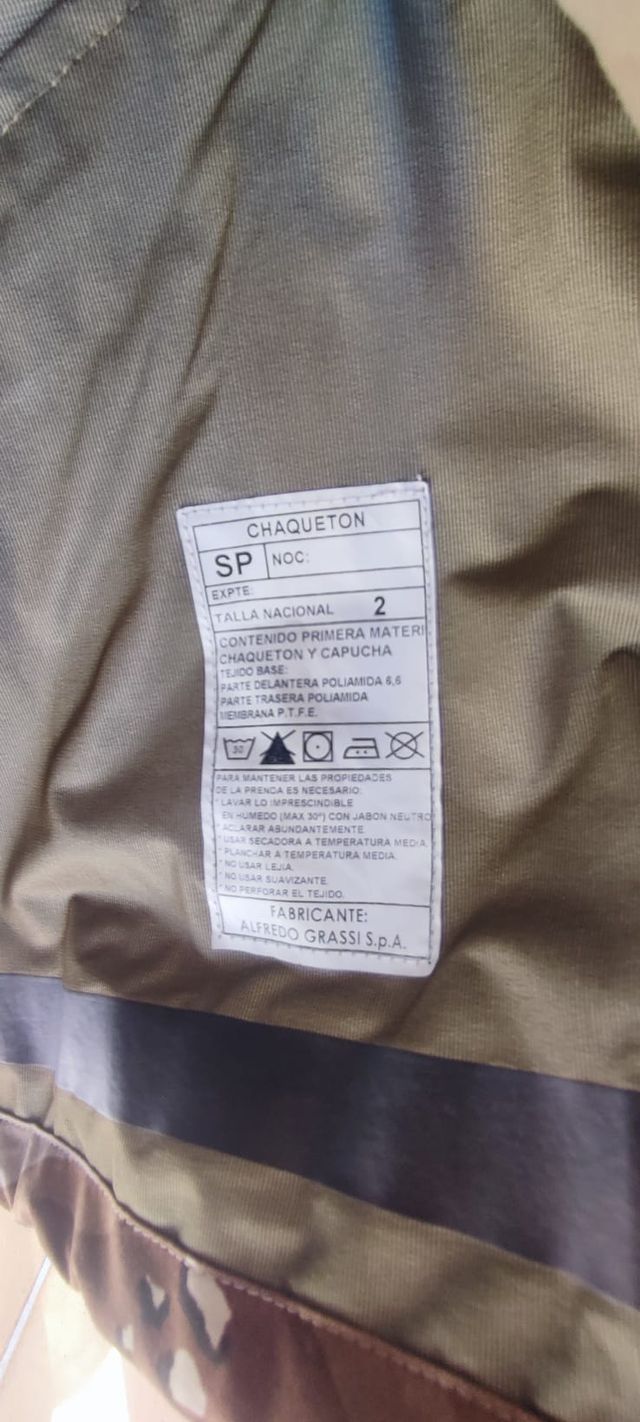 CHAQUETON
SP NOC:
EXPTE:
TALLA NACIONAL 2
CONTENIDO PRIMERA MATERI
CHAQUETON Y CAPUCHA
TEJIDO BASE:
PARTE DELANTERA POLIAMIDA 6,6
PARTE TRASERA POLIAMIDA
MEMBRANA P.T.F.E.
30
PARA MANTENER LAS PROPIEDADES
DE LA PRENDA ES NECESARIO:
* LAVAR LO IMPRESCINDIBLE
EN HUMEDO (MAX 30º) CON JABON NEUTRO
* ACLARAR ABUNDANTEMENTE.
* USAR SECADORA A TEMPERATURA MEDIA.
* PLANCHAR A TEMPERATURA MEDIA.
* NO USAR LEJIA.
* NO USAR SUAVIZANTE.
* NO PERFORAR EL TEJIDO.
FABRICANTE:
ALFREDO GRASSI S.p.A.